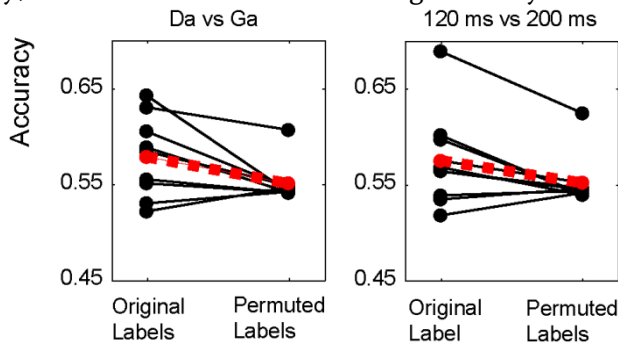 Da vs Ga
120 ms vs 200 ms
Accuracy
0.65
0.55
0.45
0.65
0.55
0.45
Original Labels
Permuted Labels
Original Label
Permuted Labels